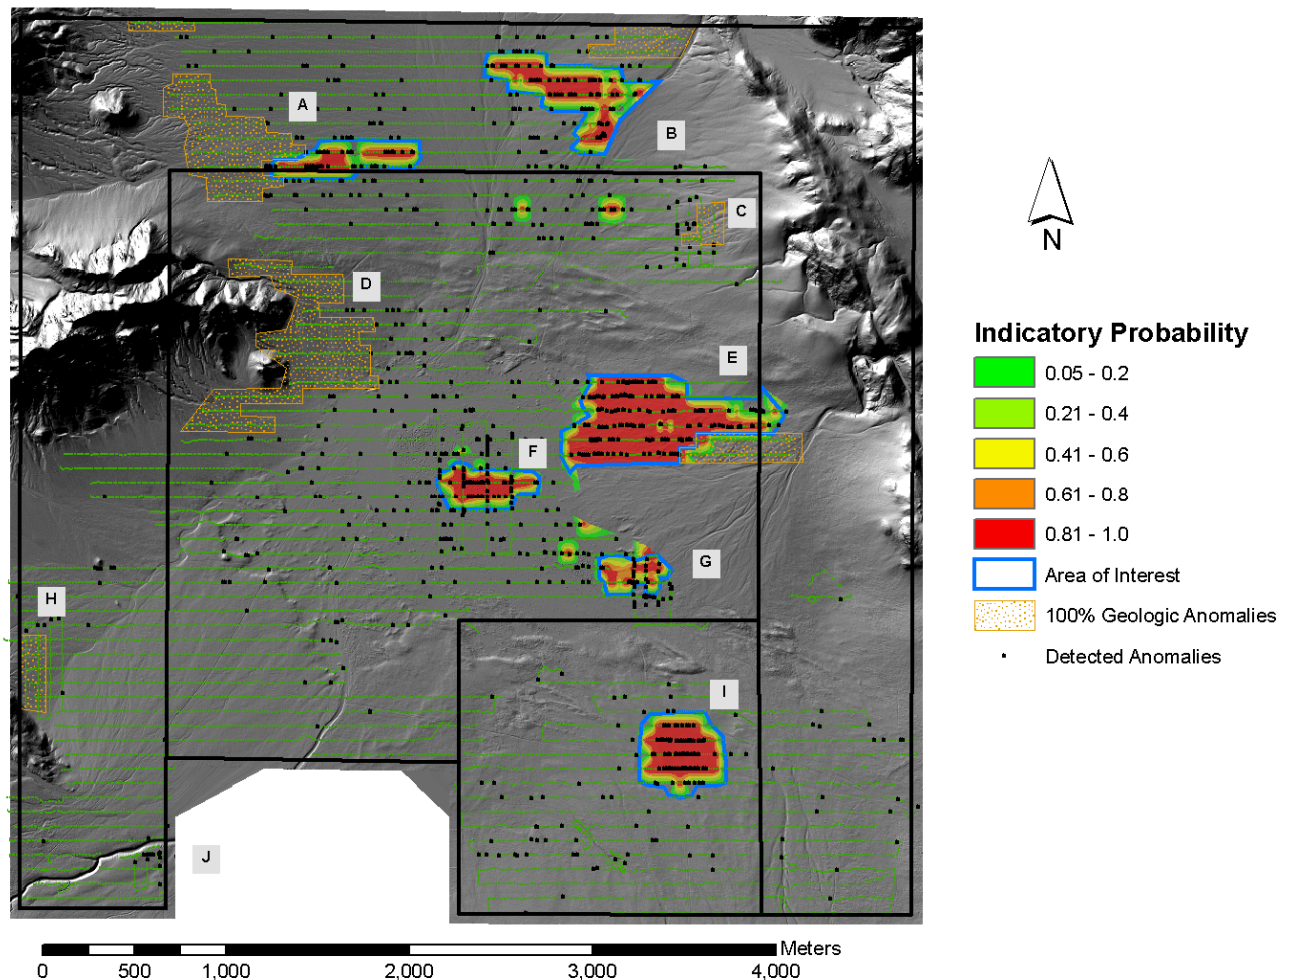 A
B
C
D
E
F
G
H
I
J
N
Indicatory Probability
0.05 - 0.2
0.21 - 0.4
0.41 - 0.6
0.61 - 0.8
0.81 - 1.0
Area of Interest
100% Geologic Anomalies
Detected Anomalies
Meters
0 500 1,000 2,000 3,000 4,000